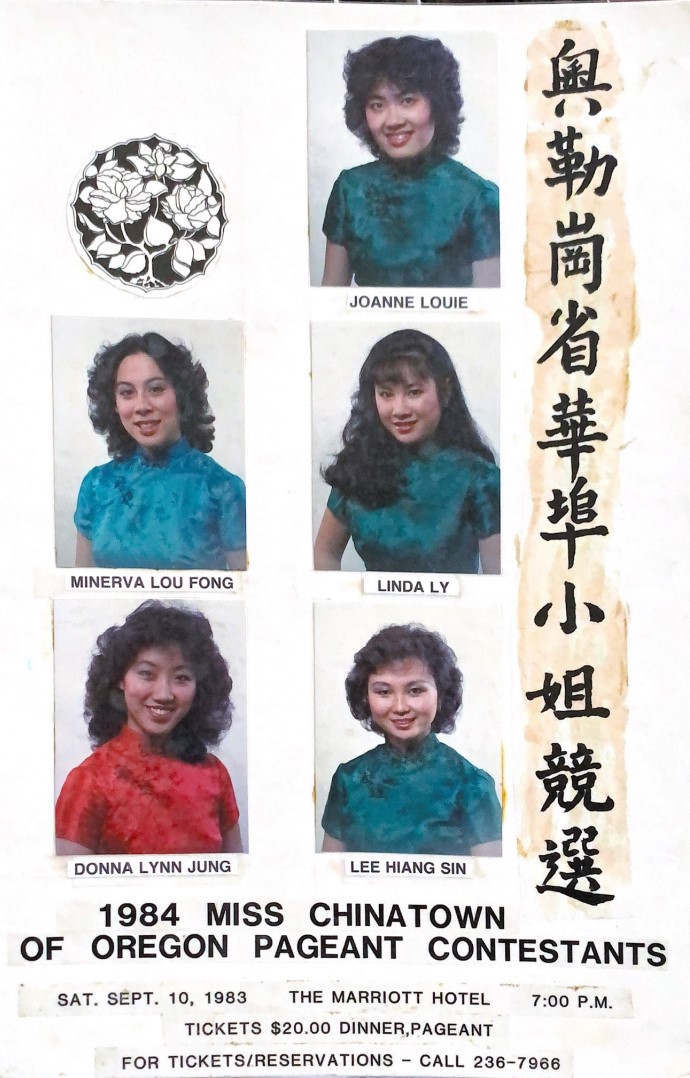 JOANNE LOUIE
MINERVA LOU FONG
LINDA LY
DONNA LYNN JUNG
LEE HIANG SIN
奧勒崗省華埠小姐競選
1984 MISS CHINATOWN
OF OREGON PAGEANT CONTESTANTS
SAT. SEPT. 10, 1983 THE MARRIOTT HOTEL 7:00 P.M.
TICKETS $20.00 DINNER,PAGEANT
FOR TICKETS/RESERVATIONS – CALL 236-7966